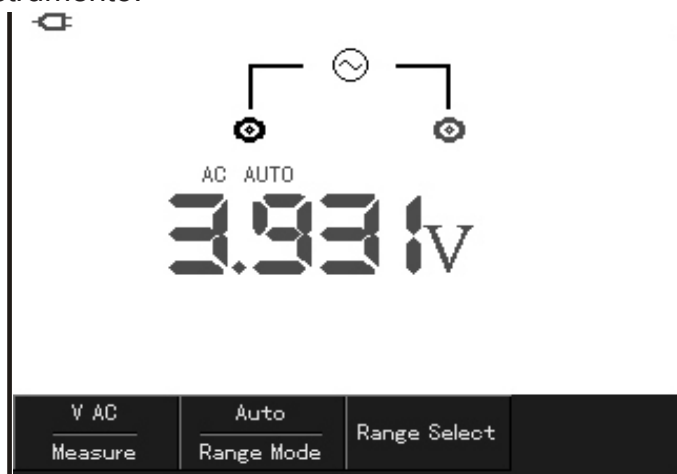 AC AUTO
3.931V
V AC
Measure
Auto
Range Mode
Range Select